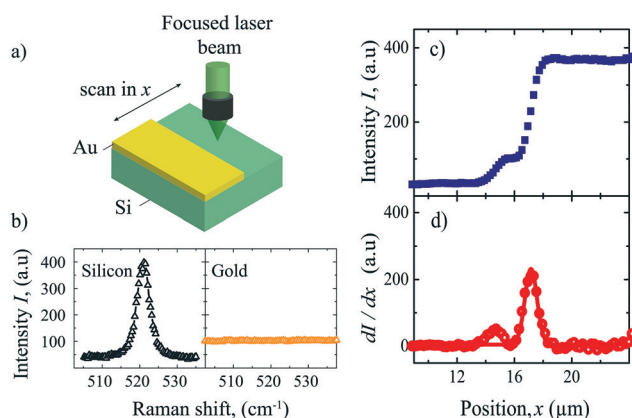 a)
Focused laser
beam
scan in x
Au
Si
b)
Intensity I, (a.u)
400
300
200
100
Silicon
Gold
510 520 530
510 520 530
Raman shift, (cm-1)
c)
Intensity I, (a.u)
400
200
0
d)
dI / dx (a.u)
400
200
0
12 16 20
Position, x (µm)